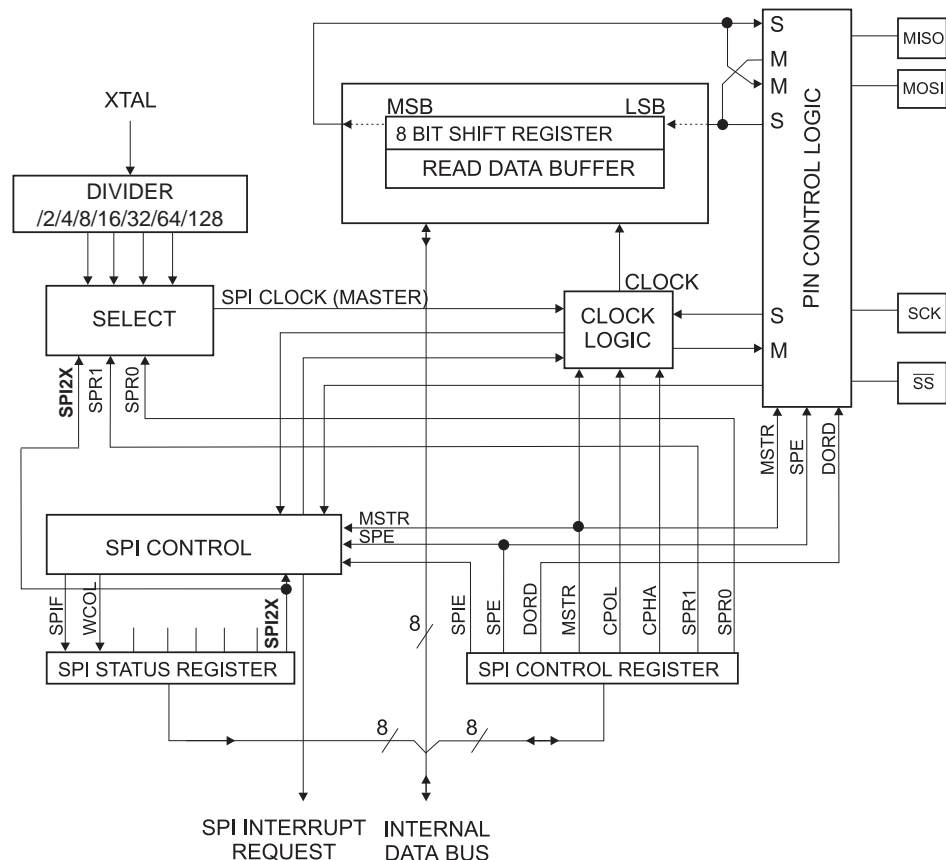 S
MISO
M
MOSI
M
XTAL
MSB
LSB
S
8 BIT SHIFT REGISTER
READ DATA BUFFER
DIVIDER
/2/4/8/16/32/64/128
PIN CONTROL LOGIC
CLOCK
SPI CLOCK (MASTER)
SELECT
CLOCK
LOGIC
S
SCK
M
SPI2X
SPR1
SPR0
SS
MSTR
SPE
DORD
MSTR
SPE
SPI CONTROL
SPIF
WCOL
SPI2X
8
SPIE
SPE
DORD
MSTR
CPOL
CPHA
SPR1
SPR0
SPI STATUS REGISTER
SPI CONTROL REGISTER
8
8
SPI INTERRUPT
REQUEST
INTERNAL
DATA BUS